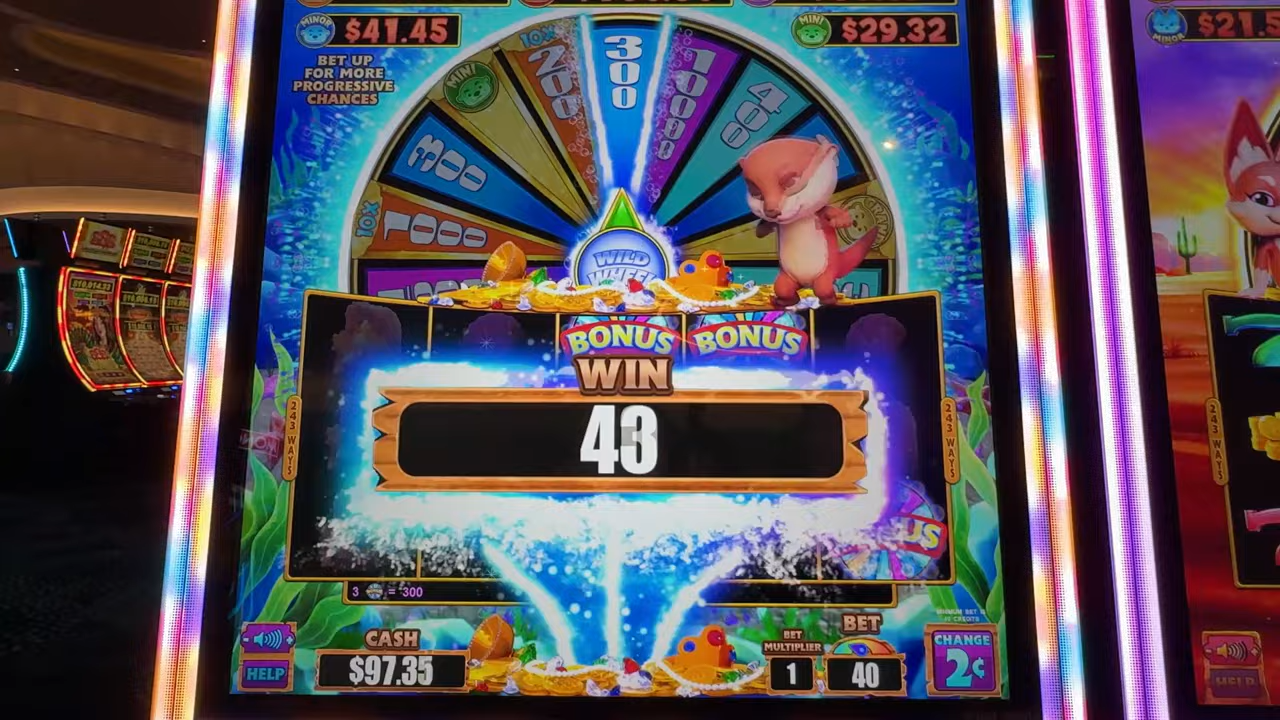 MINOR
$41.45
MINI
$29.32
MINOR
BET UP
FOR MORE
PROGRESSIVE
CHANCES
10X
200
300
1000
400
MINI
300
10X
1000
WILD
WHEEL
BONUS
BONUS
WIN
43
243 WAYS
243 WAYS
243 WAYS
3 = 300
HELP
CASH
$97.35
BET
MULTIPLIER
1
BET
40
CHANGE
2¢
HELP